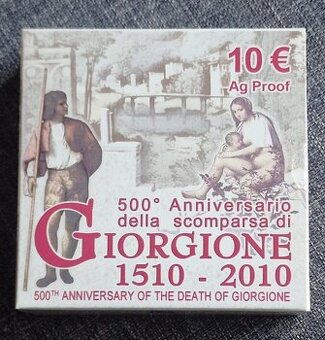 10 €
Ag Proof
500° Anniversario
della scomparsa di
GIORGIONE
1510 - 2010
500TH ANNIVERSARY OF THE DEATH OF GIORGIONE